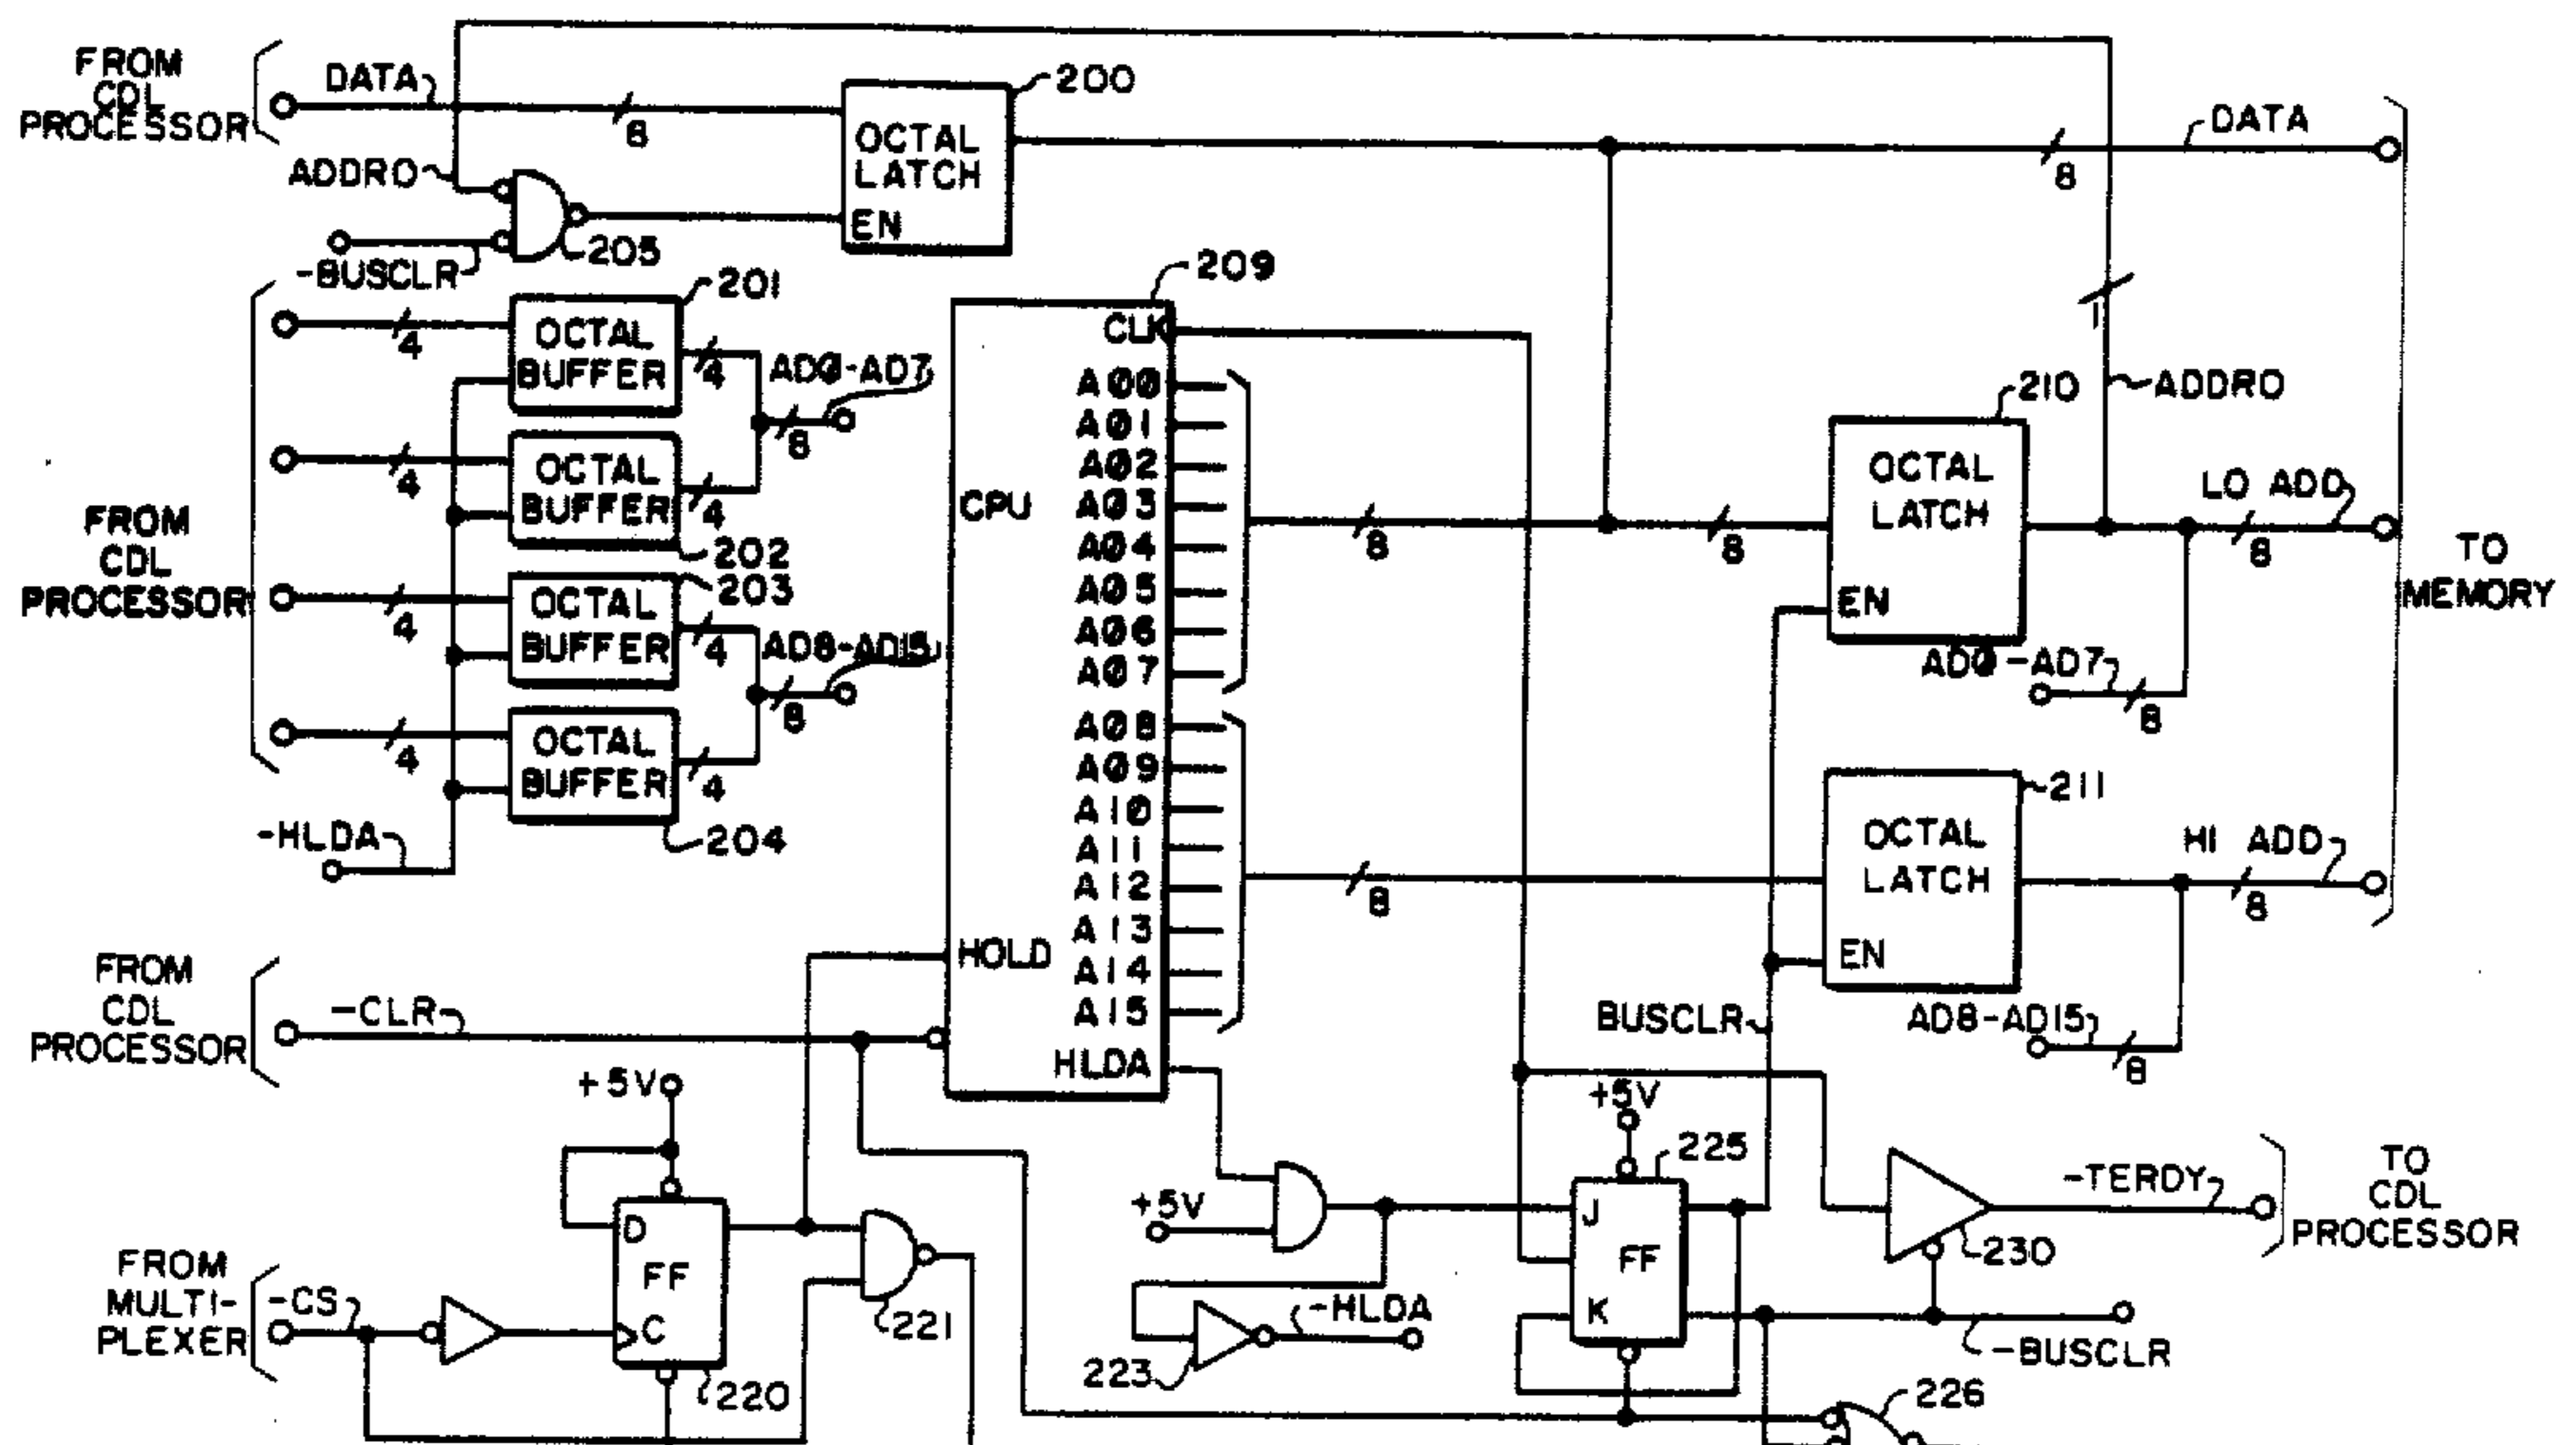 FROM
CDL
PROCESSOR
DATA
8
200
OCTAL
LATCH
EN
DATA
8
ADDRO
-BUSCLR
205
FROM
CDL
PROCESSOR
4
OCTAL
BUFFER
201
4
AD0-AD7
8
4
OCTAL
BUFFER
202
4
4
OCTAL
BUFFER
203
4
AD8-AD15
8
4
OCTAL
BUFFER
204
4
-HLDA
209
CPU
CLK
A00
A01
A02
A03
A04
A05
A06
A07
A08
A09
A10
A11
A12
A13
A14
A15
HOLD
HLDA
8
8
8
1
ADDRO
210
OCTAL
LATCH
EN
LO ADD
8
AD0-AD7
8
TO
MEMORY
211
OCTAL
LATCH
EN
HI ADD
8
AD8-AD15
8
BUSCLR
FROM
CDL
PROCESSOR
-CLR
+5V
D
FF
C
220
221
FROM
MULTI-
PLEXER
-CS
+5V
223
-HLDA
+5V
225
J
FF
K
-TERDY
230
TO
CDL
PROCESSOR
-BUSCLR
226